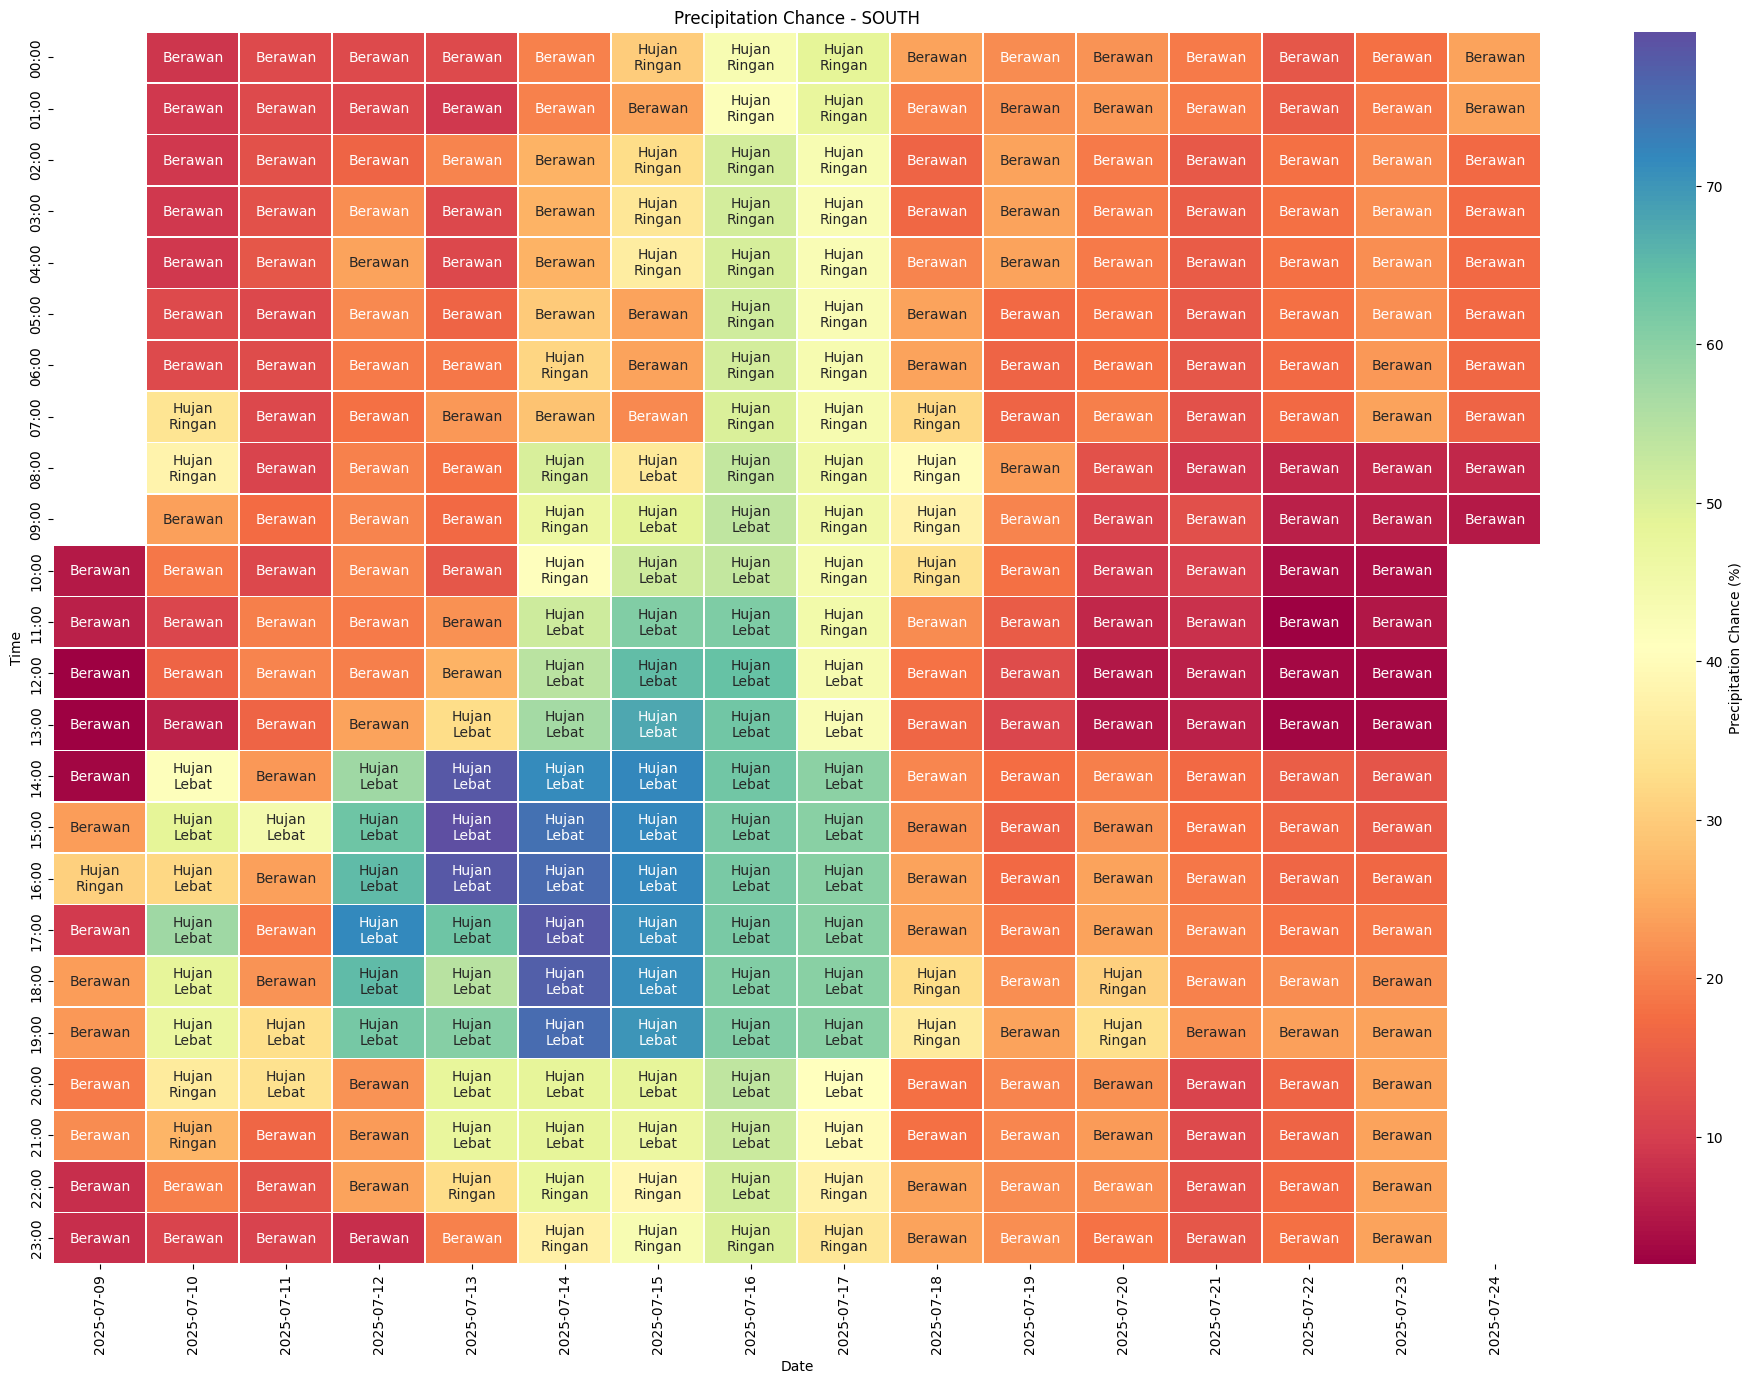 Precipitation Chance - SOUTH
00:00 Berawan Berawan Berawan Berawan Berawan Hujan Ringan Hujan Ringan Hujan Ringan Berawan Berawan Berawan Berawan Berawan Berawan Berawan
01:00 Berawan Berawan Berawan Berawan Berawan Berawan Hujan Ringan Hujan Ringan Berawan Berawan Berawan Berawan Berawan Berawan Berawan
02:00 Berawan Berawan Berawan Berawan Berawan Hujan Ringan Hujan Ringan Hujan Ringan Berawan Berawan Berawan Berawan Berawan Berawan Berawan
03:00 Berawan Berawan Berawan Berawan Berawan Hujan Ringan Hujan Ringan Hujan Ringan Berawan Berawan Berawan Berawan Berawan Berawan Berawan
04:00 Berawan Berawan Berawan Berawan Berawan Hujan Ringan Hujan Ringan Hujan Ringan Berawan Berawan Berawan Berawan Berawan Berawan Berawan
05:00 Berawan Berawan Berawan Berawan Berawan Berawan Hujan Ringan Hujan Ringan Berawan Berawan Berawan Berawan Berawan Berawan Berawan
06:00 Berawan Berawan Berawan Berawan Hujan Ringan Berawan Hujan Ringan Hujan Ringan Berawan Berawan Berawan Berawan Berawan Berawan Berawan
07:00 Hujan Ringan Berawan Berawan Berawan Berawan Berawan Hujan Ringan Hujan Ringan Hujan Ringan Berawan Berawan Berawan Berawan Berawan Berawan
08:00 Hujan Ringan Berawan Berawan Berawan Hujan Ringan Hujan Lebat Hujan Ringan Hujan Ringan Hujan Ringan Berawan Berawan Berawan Berawan Berawan Berawan
09:00 Berawan Berawan Berawan Berawan Hujan Ringan Hujan Lebat Hujan Lebat Hujan Ringan Hujan Ringan Berawan Berawan Berawan Berawan Berawan Berawan
10:00 Berawan Berawan Berawan Berawan Berawan Hujan Ringan Hujan Lebat Hujan Lebat Hujan Ringan Hujan Ringan Berawan Berawan Berawan Berawan Berawan
11:00 Berawan Berawan Berawan Berawan Berawan Hujan Lebat Hujan Lebat Hujan Lebat Hujan Ringan Berawan Berawan Berawan Berawan Berawan Berawan
12:00 Berawan Berawan Berawan Berawan Berawan Hujan Lebat Hujan Lebat Hujan Lebat Hujan Lebat Berawan Berawan Berawan Berawan Berawan Berawan
13:00 Berawan Berawan Berawan Berawan Hujan Lebat Hujan Lebat Hujan Lebat Hujan Lebat Hujan Lebat Berawan Berawan Berawan Berawan Berawan Berawan
14:00 Berawan Hujan Lebat Berawan Hujan Lebat Hujan Lebat Hujan Lebat Hujan Lebat Hujan Lebat Hujan Lebat Berawan Berawan Berawan Berawan Berawan Berawan
15:00 Berawan Hujan Lebat Hujan Lebat Hujan Lebat Hujan Lebat Hujan Lebat Hujan Lebat Hujan Lebat Hujan Lebat Berawan Berawan Berawan Berawan Berawan Berawan
16:00 Hujan Ringan Hujan Lebat Berawan Hujan Lebat Hujan Lebat Hujan Lebat Hujan Lebat Hujan Lebat Hujan Lebat Berawan Berawan Berawan Berawan Berawan Berawan
17:00 Berawan Hujan Lebat Berawan Hujan Lebat Hujan Lebat Hujan Lebat Hujan Lebat Hujan Lebat Hujan Lebat Berawan Berawan Berawan Berawan Berawan Berawan
18:00 Berawan Hujan Lebat Berawan Hujan Lebat Hujan Lebat Hujan Lebat Hujan Lebat Hujan Lebat Hujan Lebat Hujan Ringan Berawan Hujan Ringan Berawan Berawan Berawan
19:00 Berawan Hujan Lebat Hujan Lebat Hujan Lebat Hujan Lebat Hujan Lebat Hujan Lebat Hujan Lebat Hujan Lebat Hujan Ringan Berawan Hujan Ringan Berawan Berawan Berawan
20:00 Berawan Hujan Ringan Hujan Lebat Berawan Hujan Lebat Hujan Lebat Hujan Lebat Hujan Lebat Hujan Lebat Berawan Berawan Berawan Berawan Berawan Berawan
21:00 Berawan Hujan Ringan Berawan Berawan Hujan Lebat Hujan Lebat Hujan Lebat Hujan Lebat Hujan Lebat Berawan Berawan Berawan Berawan Berawan Berawan
22:00 Berawan Berawan Berawan Berawan Hujan Ringan Hujan Ringan Hujan Ringan Hujan Lebat Hujan Ringan Berawan Berawan Berawan Berawan Berawan Berawan
23:00 Berawan Berawan Berawan Berawan Berawan Hujan Ringan Hujan Ringan Hujan Ringan Hujan Ringan Berawan Berawan Berawan Berawan Berawan Berawan
Time
2025-07-09 2025-07-10 2025-07-11 2025-07-12 2025-07-13 2025-07-14 2025-07-15 2025-07-16 2025-07-17 2025-07-18 2025-07-19 2025-07-20 2025-07-21 2025-07-22 2025-07-23 2025-07-24
Date
70
60
50
40
30
20
10
Precipitation Chance (%)